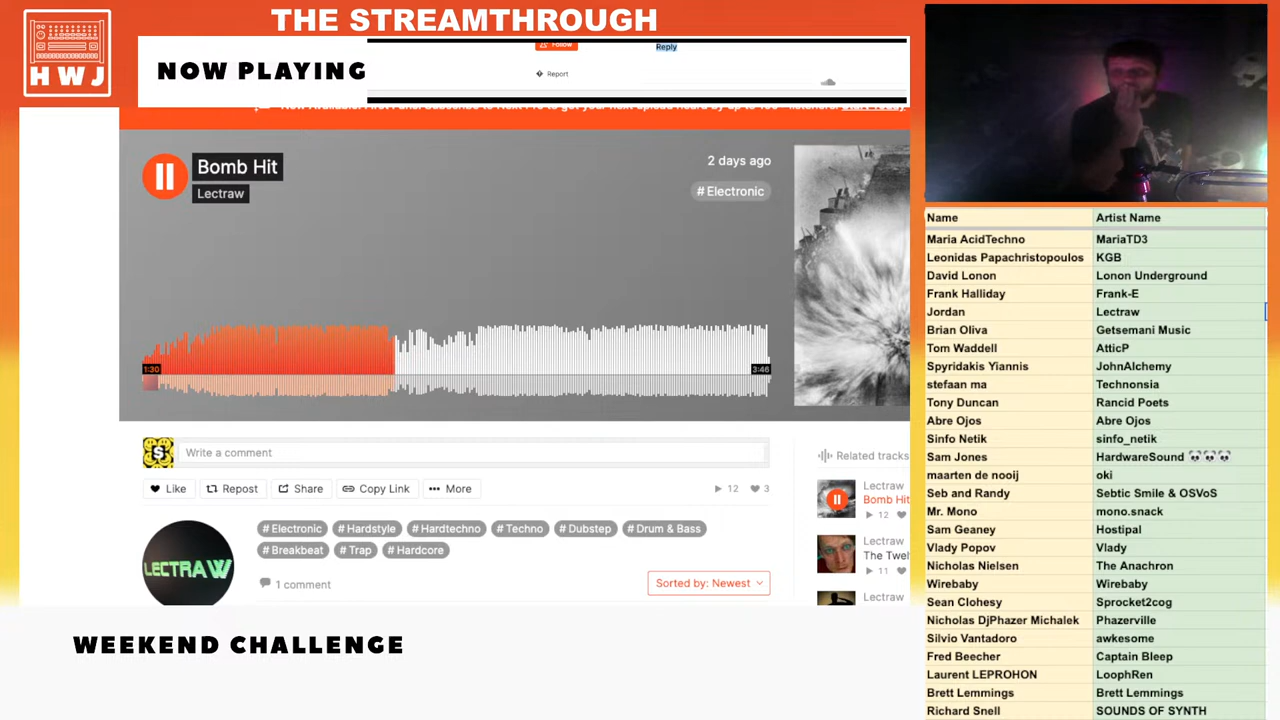 THE STREAMTHROUGH
HWJ
NOW PLAYING
Follow
Reply
Report
Bomb Hit
Lectraw
2 days ago
# Electronic
1:30
3:46
$
Write a comment
Like
Repost
Share
Copy Link
More
12
3
# Electronic
# Hardstyle
# Hardtechno
# Techno
# Dubstep
# Drum & Bass
# Breakbeat
# Trap
# Hardcore
LECTRAW
1 comment
Sorted by: Newest
Related tracks
Lectraw
Bomb Hit
12
Lectraw
The Twel
11
Lectraw
WEEKEND CHALLENGE
Name Artist Name
Maria AcidTechno MariaTD3
Leonidas Papachristopoulos KGB
David Lonon Lonon Underground
Frank Halliday Frank-E
Jordan Lectraw
Brian Oliva Getsemani Music
Tom Waddell AtticP
Spyridakis Yiannis JohnAlchemy
stefaan ma Technonsia
Tony Duncan Rancid Poets
Abre Ojos Abre Ojos
Sinfo Netik sinfo_netik
Sam Jones HardwareSound 🐼🐼🐼
maarten de nooij oki
Seb and Randy Sebtic Smile & OSVoS
Mr. Mono mono.snack
Sam Geaney Hostipal
Vlady Popov Vlady
Nicholas Nielsen The Anachron
Wirebaby Wirebaby
Sean Clohesy Sprocket2cog
Nicholas DjPhazer Michalek Phazerville
Silvio Vantadoro awkesome
Fred Beecher Captain Bleep
Laurent LEPROHON LoophRen
Brett Lemmings Brett Lemmings
Richard Snell SOUNDS OF SYNTH